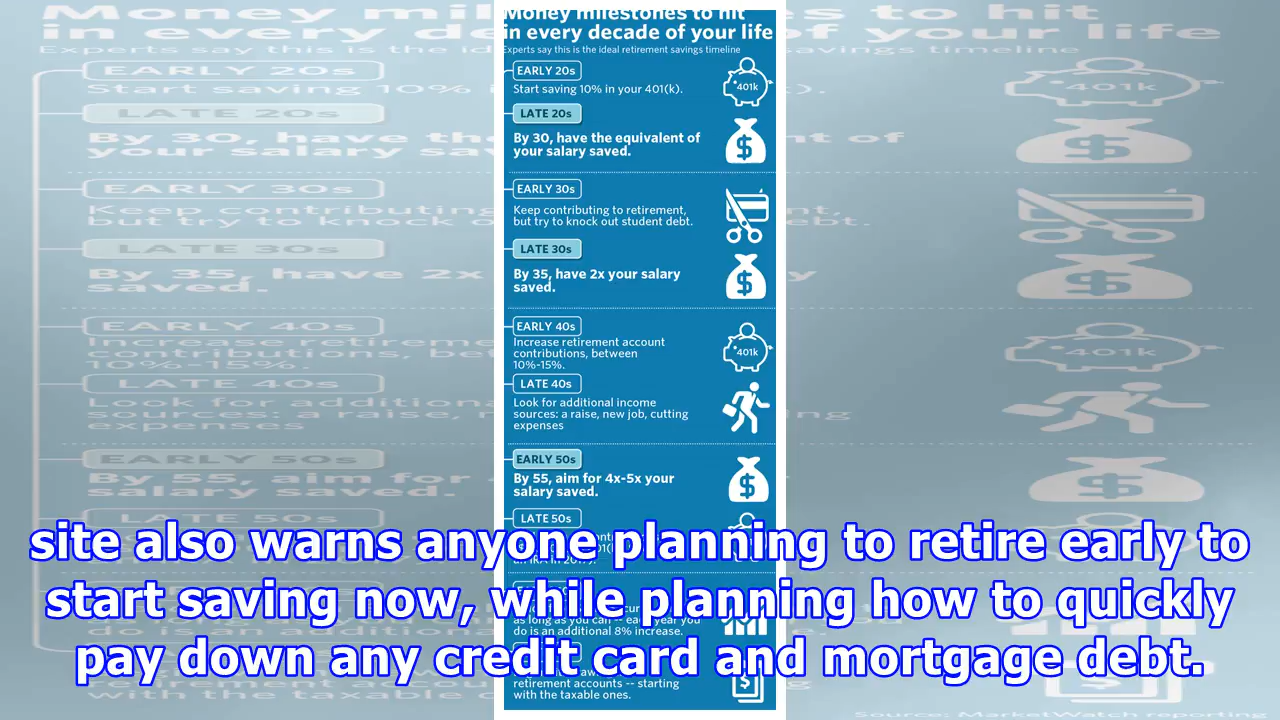 Money milestones to hit
in every decade of your life
Experts say this is the ideal retirement savings timeline
EARLY 20s
Start saving 10% in your 401(k).
401k
LATE 20s
By 30, have the equivalent of
your salary saved.
$
EARLY 30s
Keep contributing to retirement,
but try to knock out student debt.
LATE 30s
By 35, have 2x your salary
saved.
$
EARLY 40s
Increase retirement account
contributions, between
10%-15%.
401k
LATE 40s
Look for additional income
sources: a raise, new job, cutting
expenses
EARLY 50s
By 55, aim for 4x-5x your
salary saved.
$
LATE 50s
site also warns anyone planning to retire early to
start saving now, while planning how to quickly
as long as you can -- each year you
do is an additional 8% increase.
pay down any credit card and mortgage debt.
retirement accounts -- starting
with the taxable ones.
$
Source: MarketWatch reporting